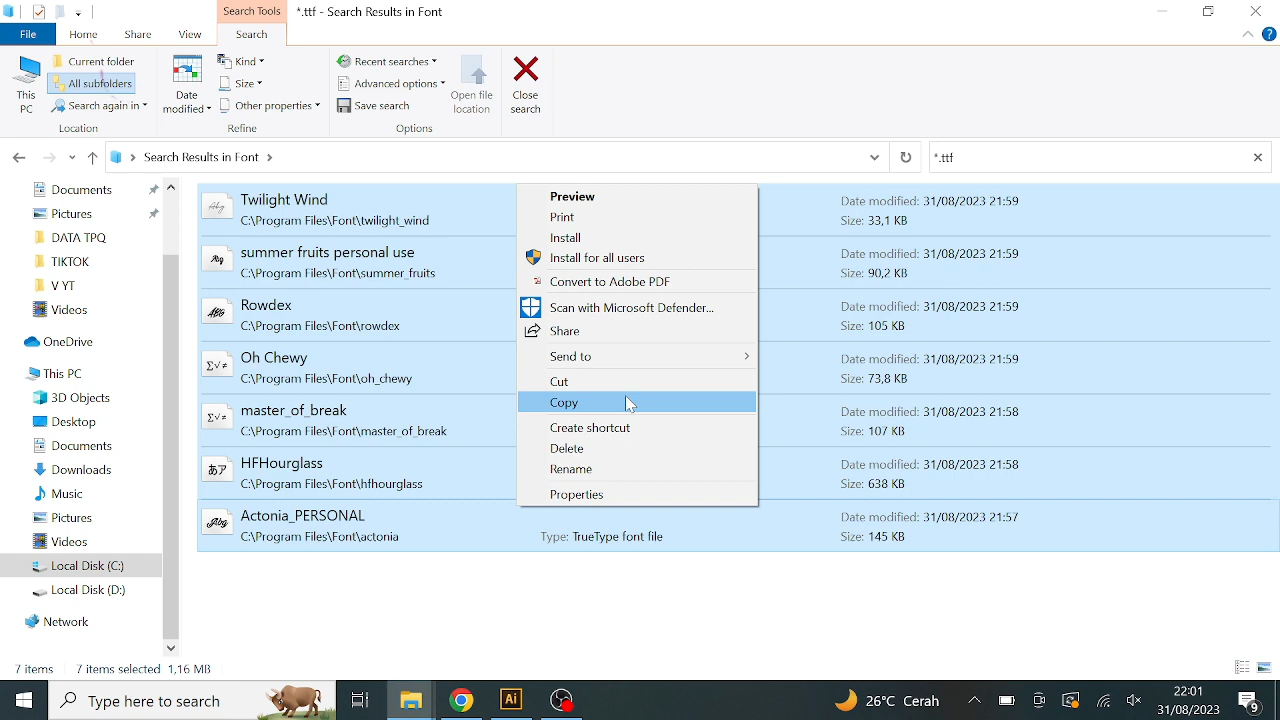 Search Tools
*.ttf - Search Results in Font
File
Home
Share
View
Search
This PC
Current folder
All subfolders
Search again in
Location
Date modified
Kind
Size
Other properties
Refine
Recent searches
Advanced options
Save search
Open file location
Options
Close search
Search Results in Font
*.ttf
Documents
Pictures
DATA TPQ
TIKTOK
V YT
Videos
OneDrive
This PC
3D Objects
Desktop
Documents
Downloads
Music
Pictures
Videos
Local Disk (C:)
Local Disk (D:)
Network
Twilight Wind
C:\Program Files\Font\twilight_wind
Date modified: 31/08/2023 21:59
Size: 33,1 KB
summer fruits personal use
C:\Program Files\Font\summer_fruits
Date modified: 31/08/2023 21:59
Size: 90,2 KB
Rowdex
C:\Program Files\Font\rowdex
Date modified: 31/08/2023 21:59
Size: 105 KB
Oh Chewy
C:\Program Files\Font\oh_chewy
Date modified: 31/08/2023 21:59
Size: 73,8 KB
master_of_break
C:\Program Files\Font\master_of_break
Date modified: 31/08/2023 21:58
Size: 107 KB
HFHourglass
C:\Program Files\Font\hfhourglass
Date modified: 31/08/2023 21:58
Size: 638 KB
Actonia_PERSONAL
C:\Program Files\Font\actonia
Type: TrueType font file
Date modified: 31/08/2023 21:57
Size: 145 KB
Preview
Print
Install
Install for all users
Convert to Adobe PDF
Scan with Microsoft Defender...
Share
Send to
Cut
Copy
Create shortcut
Delete
Rename
Properties
7 items
7 items selected 1,16 MB
Type here to search
Ai
26°C Cerah
22:01
31/08/2023
9